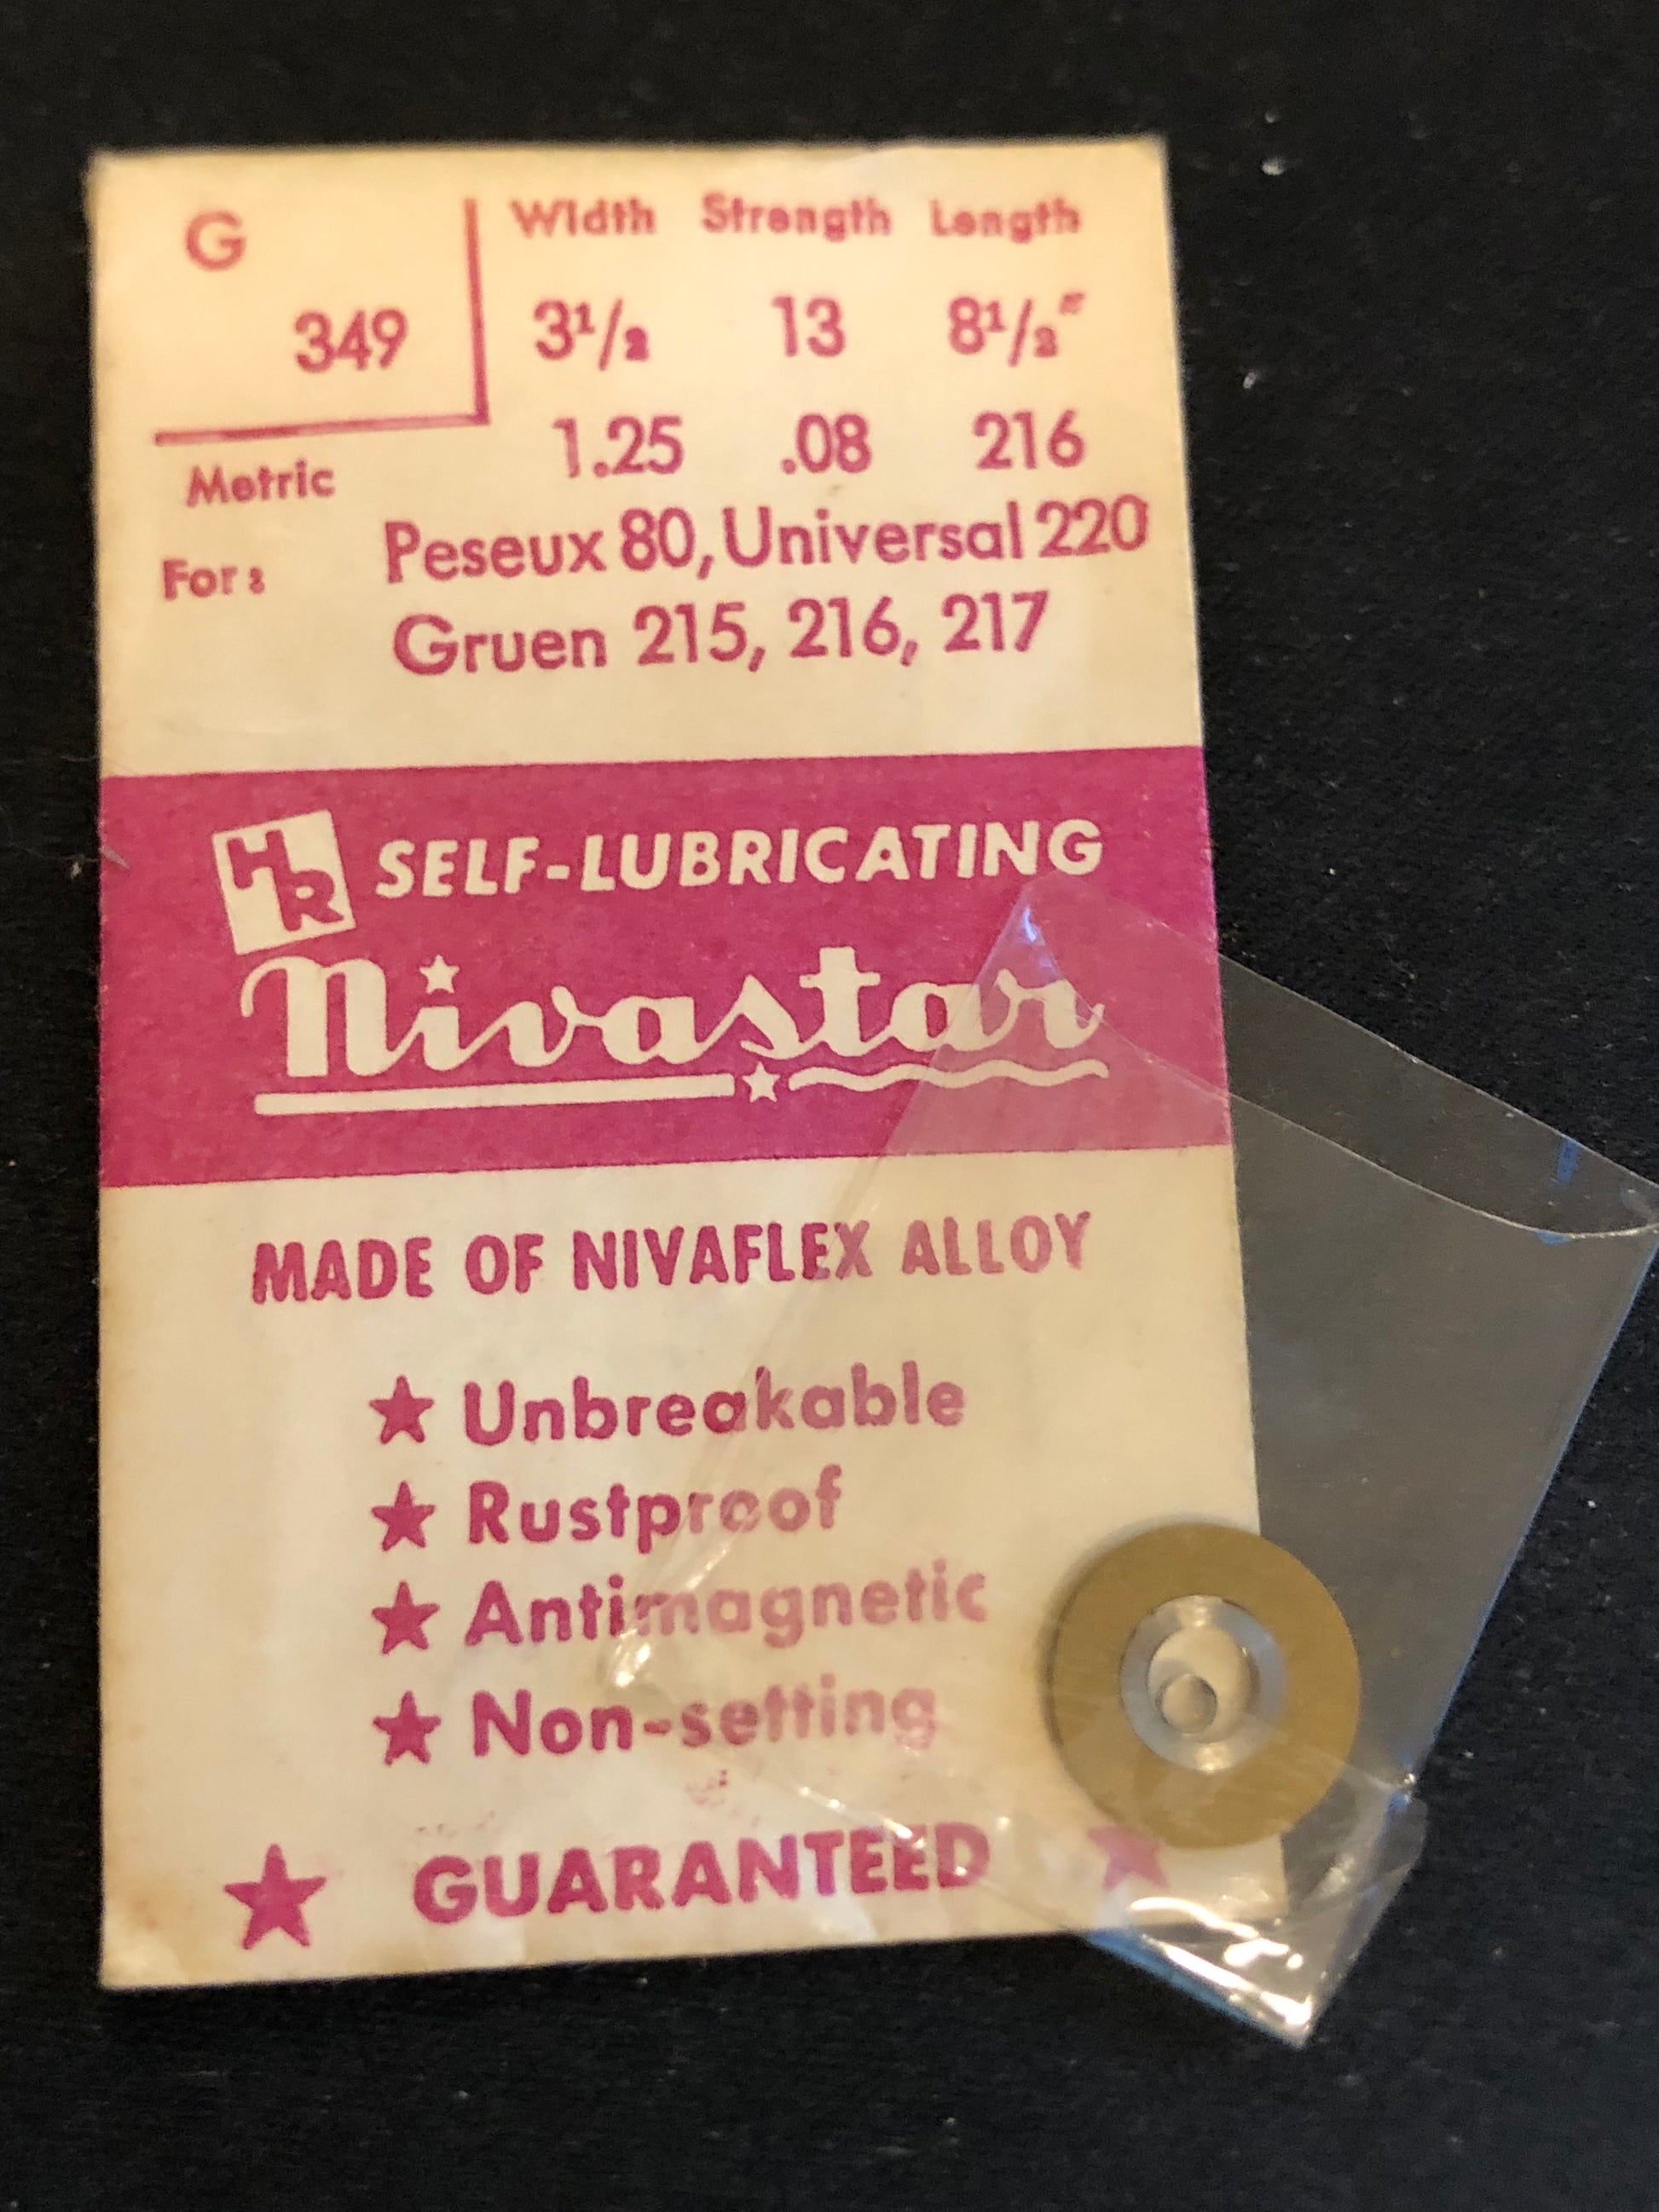 G
349
Width Strength Length
3½ 13 8½"
1.25 .08 216
Metric
For: Peseux 80, Universal 220
Gruen 215, 216, 217
HR SELF-LUBRICATING
Nivastar
MADE OF NIVAFLEX ALLOY
★ Unbreakable
★ Rustproof
★ Antimagnetic
★ Non-setting
★ GUARANTEED ★